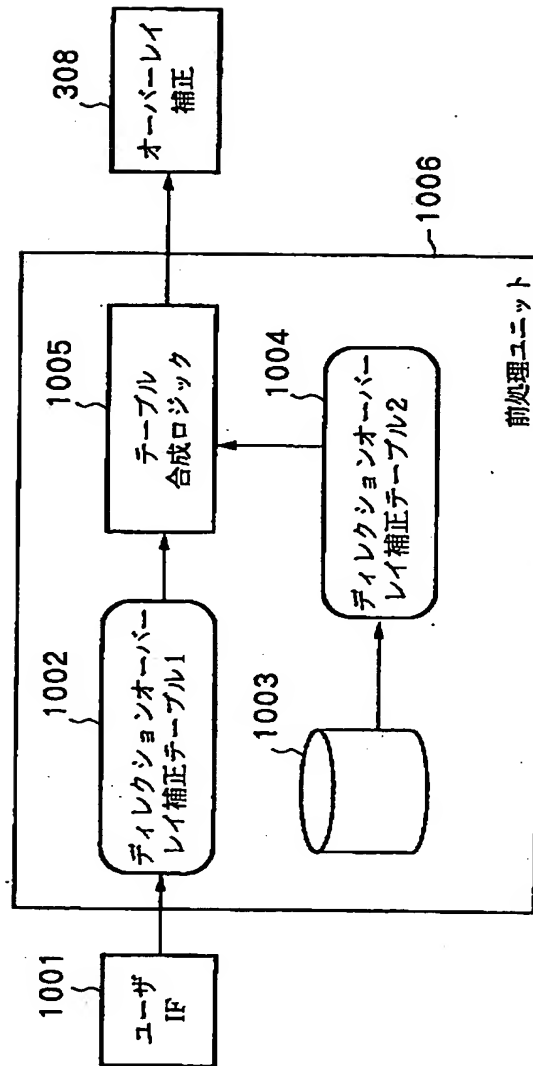 1001
ユーザ
IF
1002
ディレクションオーバー
レイ補正テーブル1
1003
1004
ディレクションオーバー
レイ補正テーブル2
1005
テーブル
合成ロジック
308
オーバーレイ
補正
1006
前処理ユニット